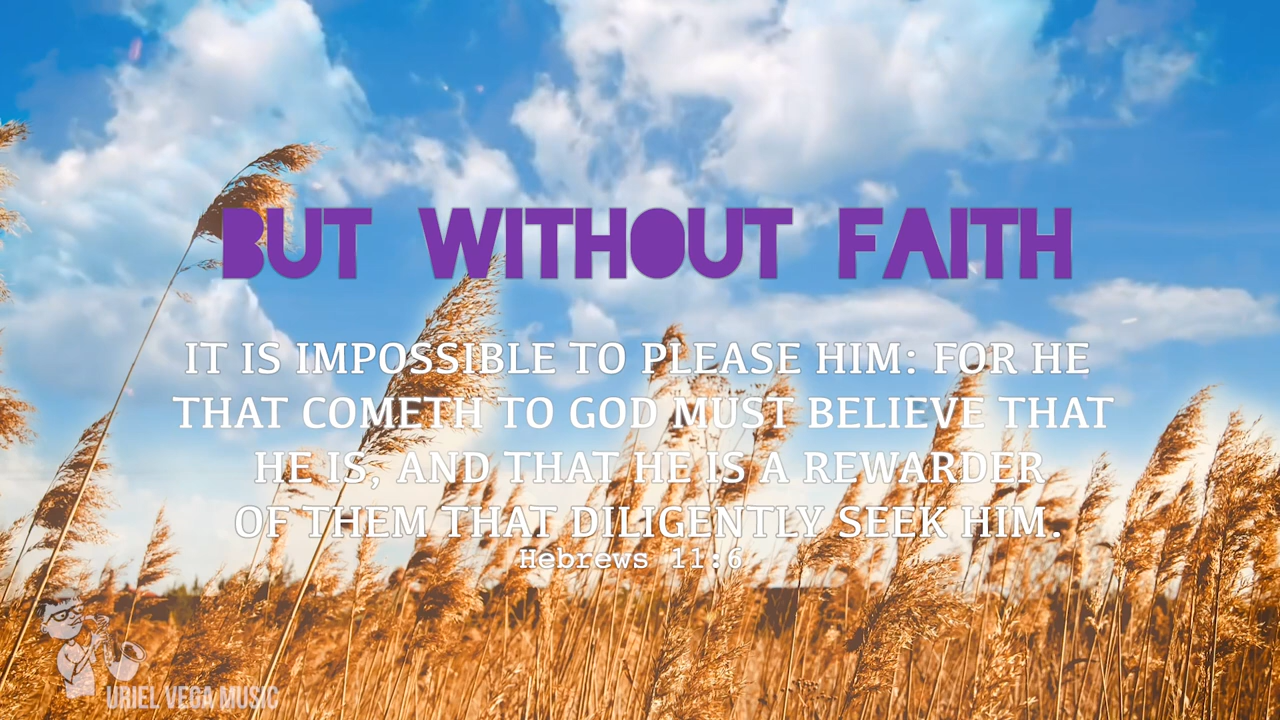 BUT WITHOUT FAITH
IT IS IMPOSSIBLE TO PLEASE HIM: FOR HE
THAT COMETH TO GOD MUST BELIEVE THAT
HE IS, AND THAT HE IS A REWARDER
OF THEM THAT DILIGENTLY SEEK HIM.
Hebrews 11:6
URIEL VEGA MUSIC